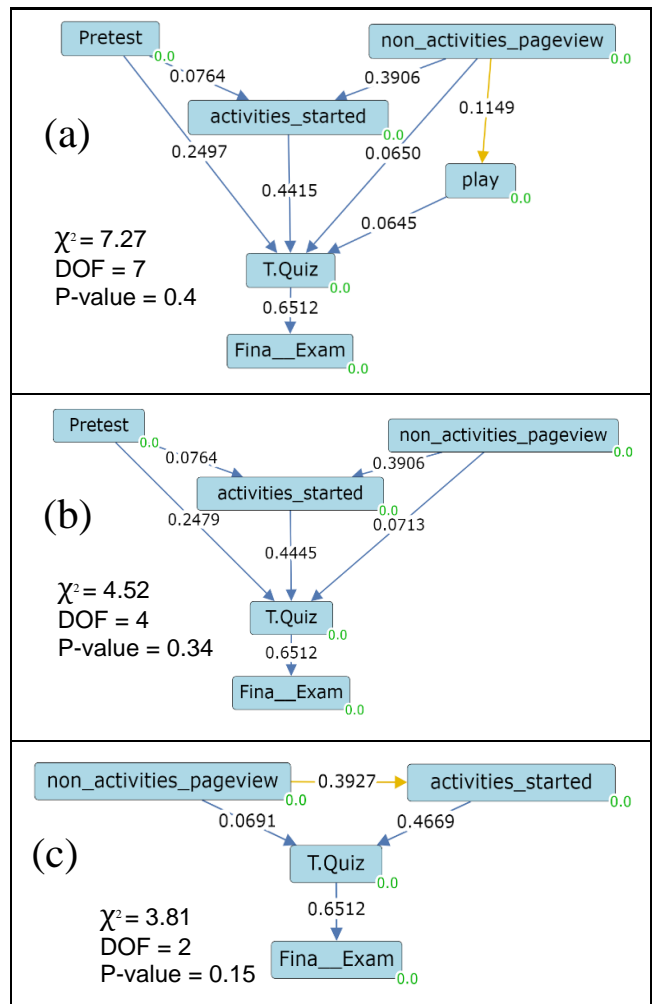 Pretest
0.0
non_activities_pageview
0.0
0.0764
0.3906
0.1149
(a)
activities_started
0.0
0.2497
0.0650
play
0.0
0.4415
0.0645
χ² = 7.27
DOF = 7
P-value = 0.4
T.Quiz
0.0
0.6512
Fina__Exam
0.0
Pretest
0.0
non_activities_pageview
0.0
0.0764
0.3906
(b)
activities_started
0.0
0.2479
0.0713
0.4445
χ² = 4.52
DOF = 4
P-value = 0.34
T.Quiz
0.0
0.6512
Fina__Exam
0.0
non_activities_pageview
0.0
0.3927
activities_started
0.0
0.0691
0.4669
(c)
T.Quiz
0.0
0.6512
χ² = 3.81
DOF = 2
P-value = 0.15
Fina__Exam
0.0